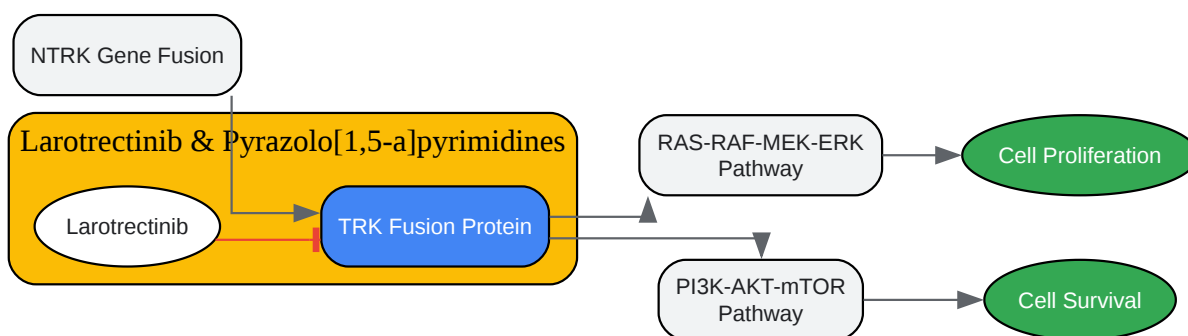 NTRK Gene Fusion
Larotrectinib & Pyrazolo[1,5-a]pyrimidines
Larotrectinib
TRK Fusion Protein
RAS-RAF-MEK-ERK
Pathway
Cell Proliferation
PI3K-AKT-mTOR
Pathway
Cell Survival